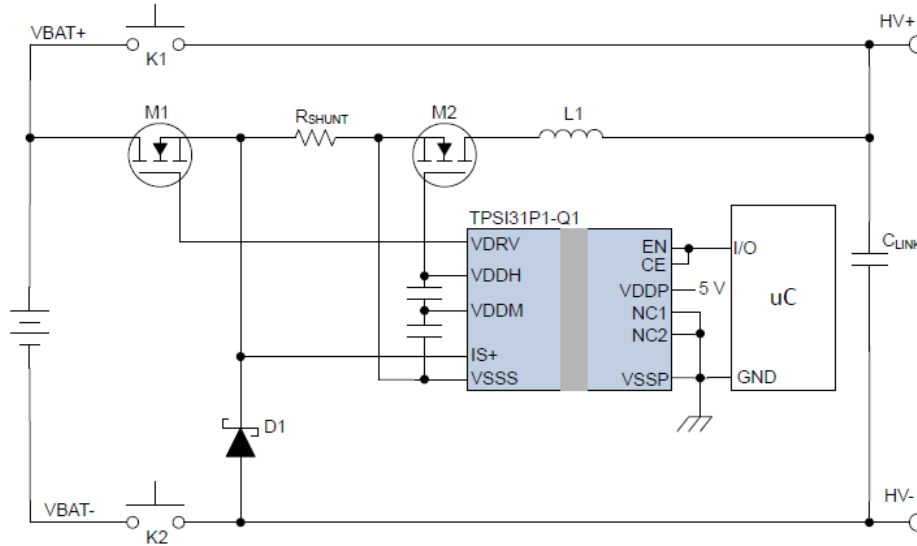 VBAT+
HV+
K1
M1
RSHUNT
M2
L1
TPSI31P1-Q1
VDRV
EN
I/O
CE
VDDH
CLINK
VDDP
5 V
uC
VDDM
NC1
NC2
IS+
VSSS
VSSP
GND
D1
VBAT-
HV-
K2